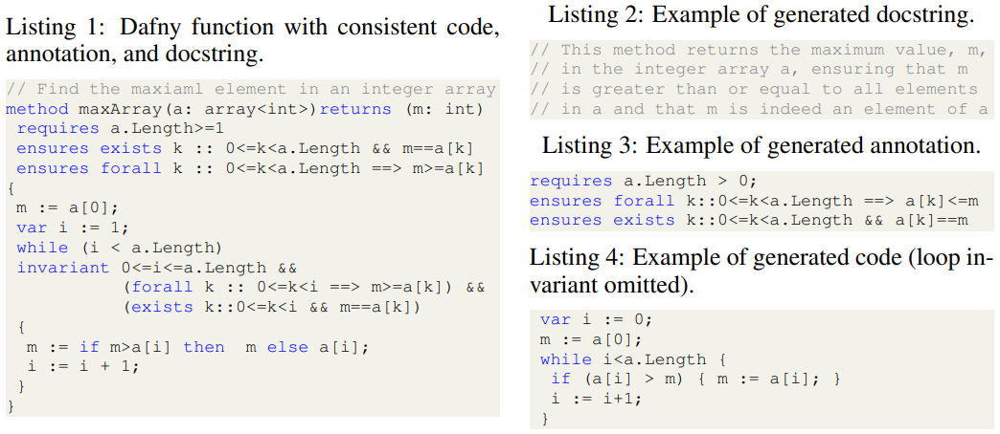 Listing 1: Dafny function with consistent code,
annotation, and docstring.
// Find the maxiaml element in an integer array
method maxArray(a: array<int>)returns (m: int)
requires a.Length>=1
ensures exists k :: 0<=k<a.Length && m==a[k]
ensures forall k :: 0<=k<a.Length ==> m>=a[k]
{
m := a[0];
var i := 1;
while (i < a.Length)
invariant 0<=i<=a.Length &&
(forall k :: 0<=k<i ==> m>=a[k]) &&
(exists k::0<=k<i && m==a[k])
{
m := if m>a[i] then m else a[i];
i := i + 1;
}
}
Listing 2: Example of generated docstring.
// This method returns the maximum value, m,
// in the integer array a, ensuring that m
// is greater than or equal to all elements
// in a and that m is indeed an element of a
Listing 3: Example of generated annotation.
requires a.Length > 0;
ensures forall k::0<=k<a.Length ==> a[k]<=m
ensures exists k::0<=k<a.Length && a[k]==m
Listing 4: Example of generated code (loop in-
variant omitted).
var i := 0;
m := a[0];
while i<a.Length {
if (a[i] > m) { m := a[i]; }
i := i+1;
}